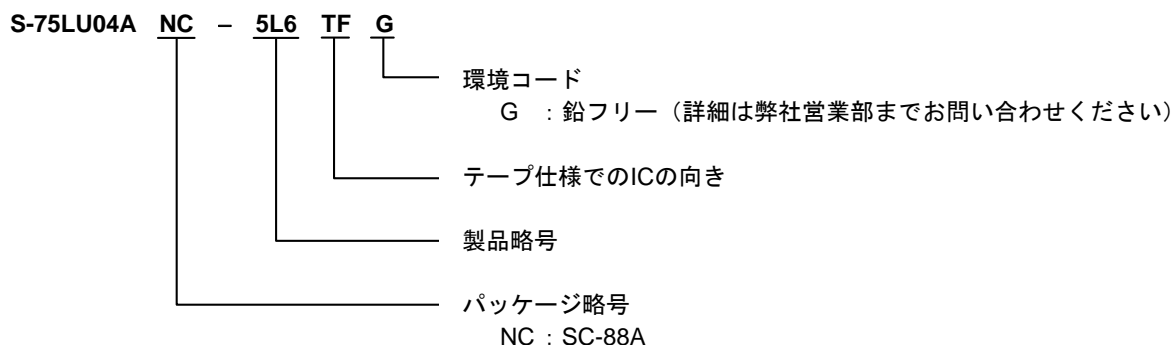 S-75LU04A NC – 5L6 TF G
環境コード
G : 鉛フリー（詳細は弊社営業部までお問い合わせください）
テープ仕様でのICの向き
製品略号
パッケージ略号
NC : SC-88A